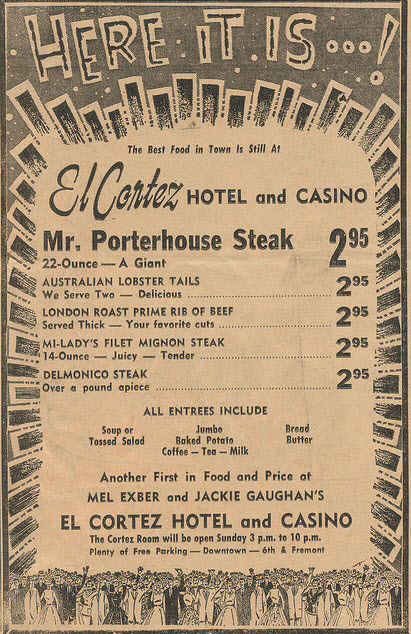 HERE IT IS...!
The Best Food in Town Is Still At
El Cortez HOTEL and CASINO
Mr. Porterhouse Steak 2.95
22-Ounce — A Giant
AUSTRALIAN LOBSTER TAILS
We Serve Two — Delicious 2.95
LONDON ROAST PRIME RIB OF BEEF
Served Thick — Your favorite cuts 2.95
MI-LADY'S FILET MIGNON STEAK
14-Ounce — Juicy — Tender 2.95
DELMONICO STEAK
Over a pound apiece 2.95
ALL ENTREES INCLUDE
Soup or Jumbo Bread
Tossed Salad Baked Potato Butter
Coffee — Tea — Milk
Another First in Food and Price at
MEL EXBER and JACKIE GAUGHAN'S
EL CORTEZ HOTEL and CASINO
The Cortez Room will be open Sunday 3 p.m. to 10 p.m.
Plenty of Free Parking — Downtown — 6th & Fremont